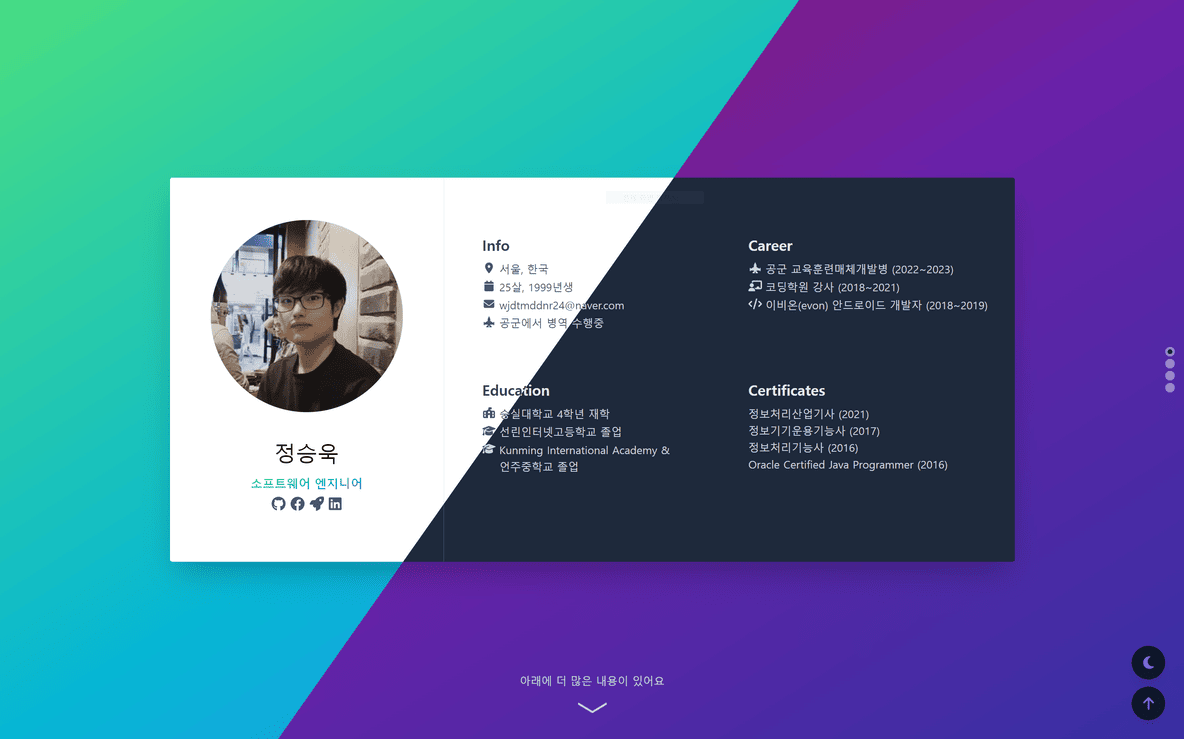 정승욱
소프트웨어 엔지니어
Info
서울, 한국
25살, 1999년생
wjdtmddnr24@naver.com
공군에서 병역 수행중
Career
공군 교육훈련매체개발병 (2022~2023)
코딩학원 강사 (2018~2021)
이비온(evon) 안드로이드 개발자 (2018~2019)
Education
숭실대학교 4학년 재학
선린인터넷고등학교 졸업
Kunming International Academy &
언주중학교 졸업
Certificates
정보처리산업기사 (2021)
정보기기운용기능사 (2017)
정보처리기능사 (2016)
Oracle Certified Java Programmer (2016)
아래에 더 많은 내용이 있어요